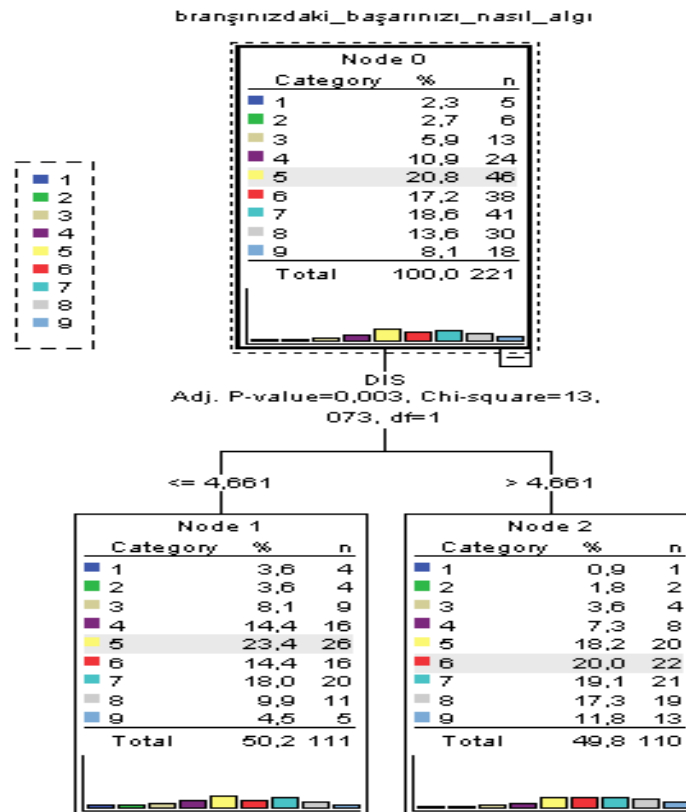 branşınızdaki_başarınızı_nasıl_algı
Node 0
Category % n
1 2,3 5
2 2,7 6
3 5,9 13
4 10,9 24
5 20,8 46
6 17,2 38
7 18,6 41
8 13,6 30
9 8,1 18
Total 100,0 221
1
2
3
4
5
6
7
8
9
DIS
Adj. P-value=0,003, Chi-square=13,
073, df=1
<= 4,661
> 4,661
Node 1
Category % n
1 3,6 4
2 3,6 4
3 8,1 9
4 14,4 16
5 23,4 26
6 14,4 16
7 18,0 20
8 9,9 11
9 4,5 5
Total 50,2 111
Node 2
Category % n
1 0,9 1
2 1,8 2
3 3,6 4
4 7,3 8
5 18,2 20
6 20,0 22
7 19,1 21
8 17,3 19
9 11,8 13
Total 49,8 110